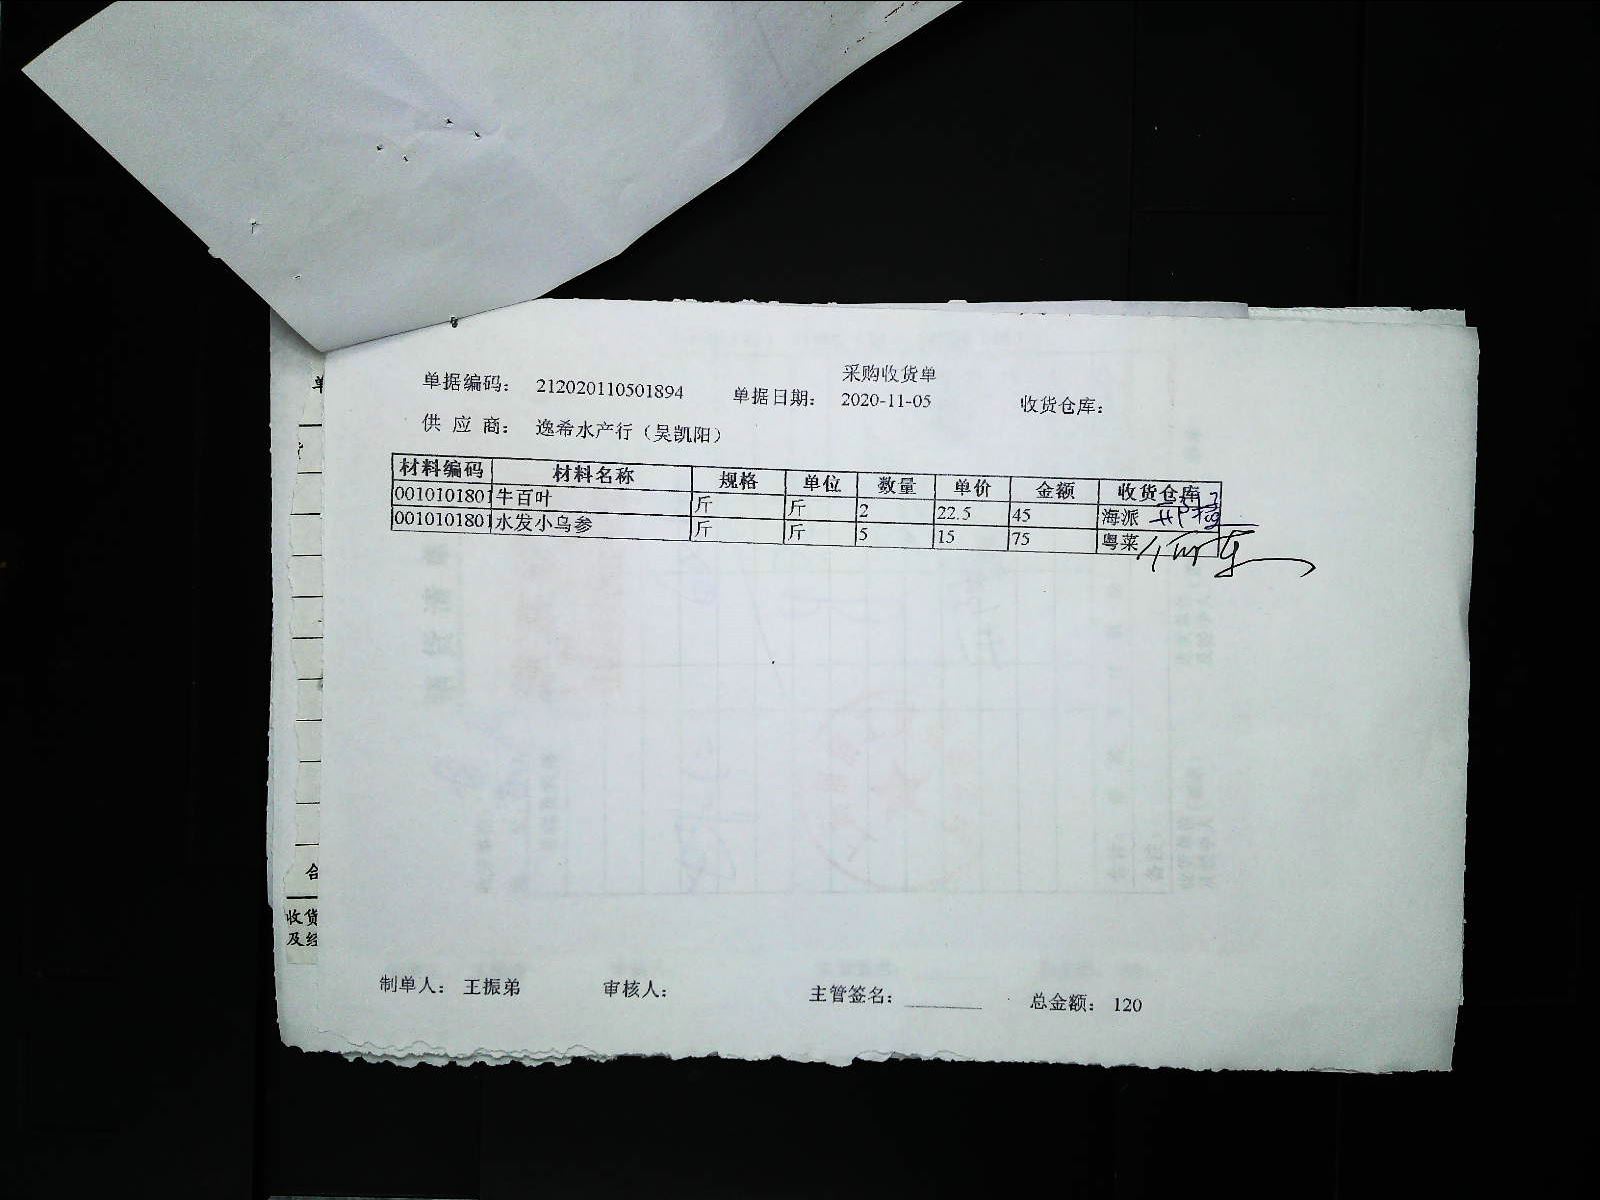 采购收货单
单据编码： 212020110501894 单据日期： 2020-11-05 收货仓库：
供 应 商： 逸希水产行（吴凯阳）
材料编码 材料名称 规格 单位 数量 单价 金额 收货仓库
0010101801 牛百叶 斤 斤 2 22.5 45 海派
0010101801 水发小乌参 斤 斤 5 15 75 粤菜
合
收货
及经
制单人： 王振弟 审核人： 主管签名： 总金额： 120